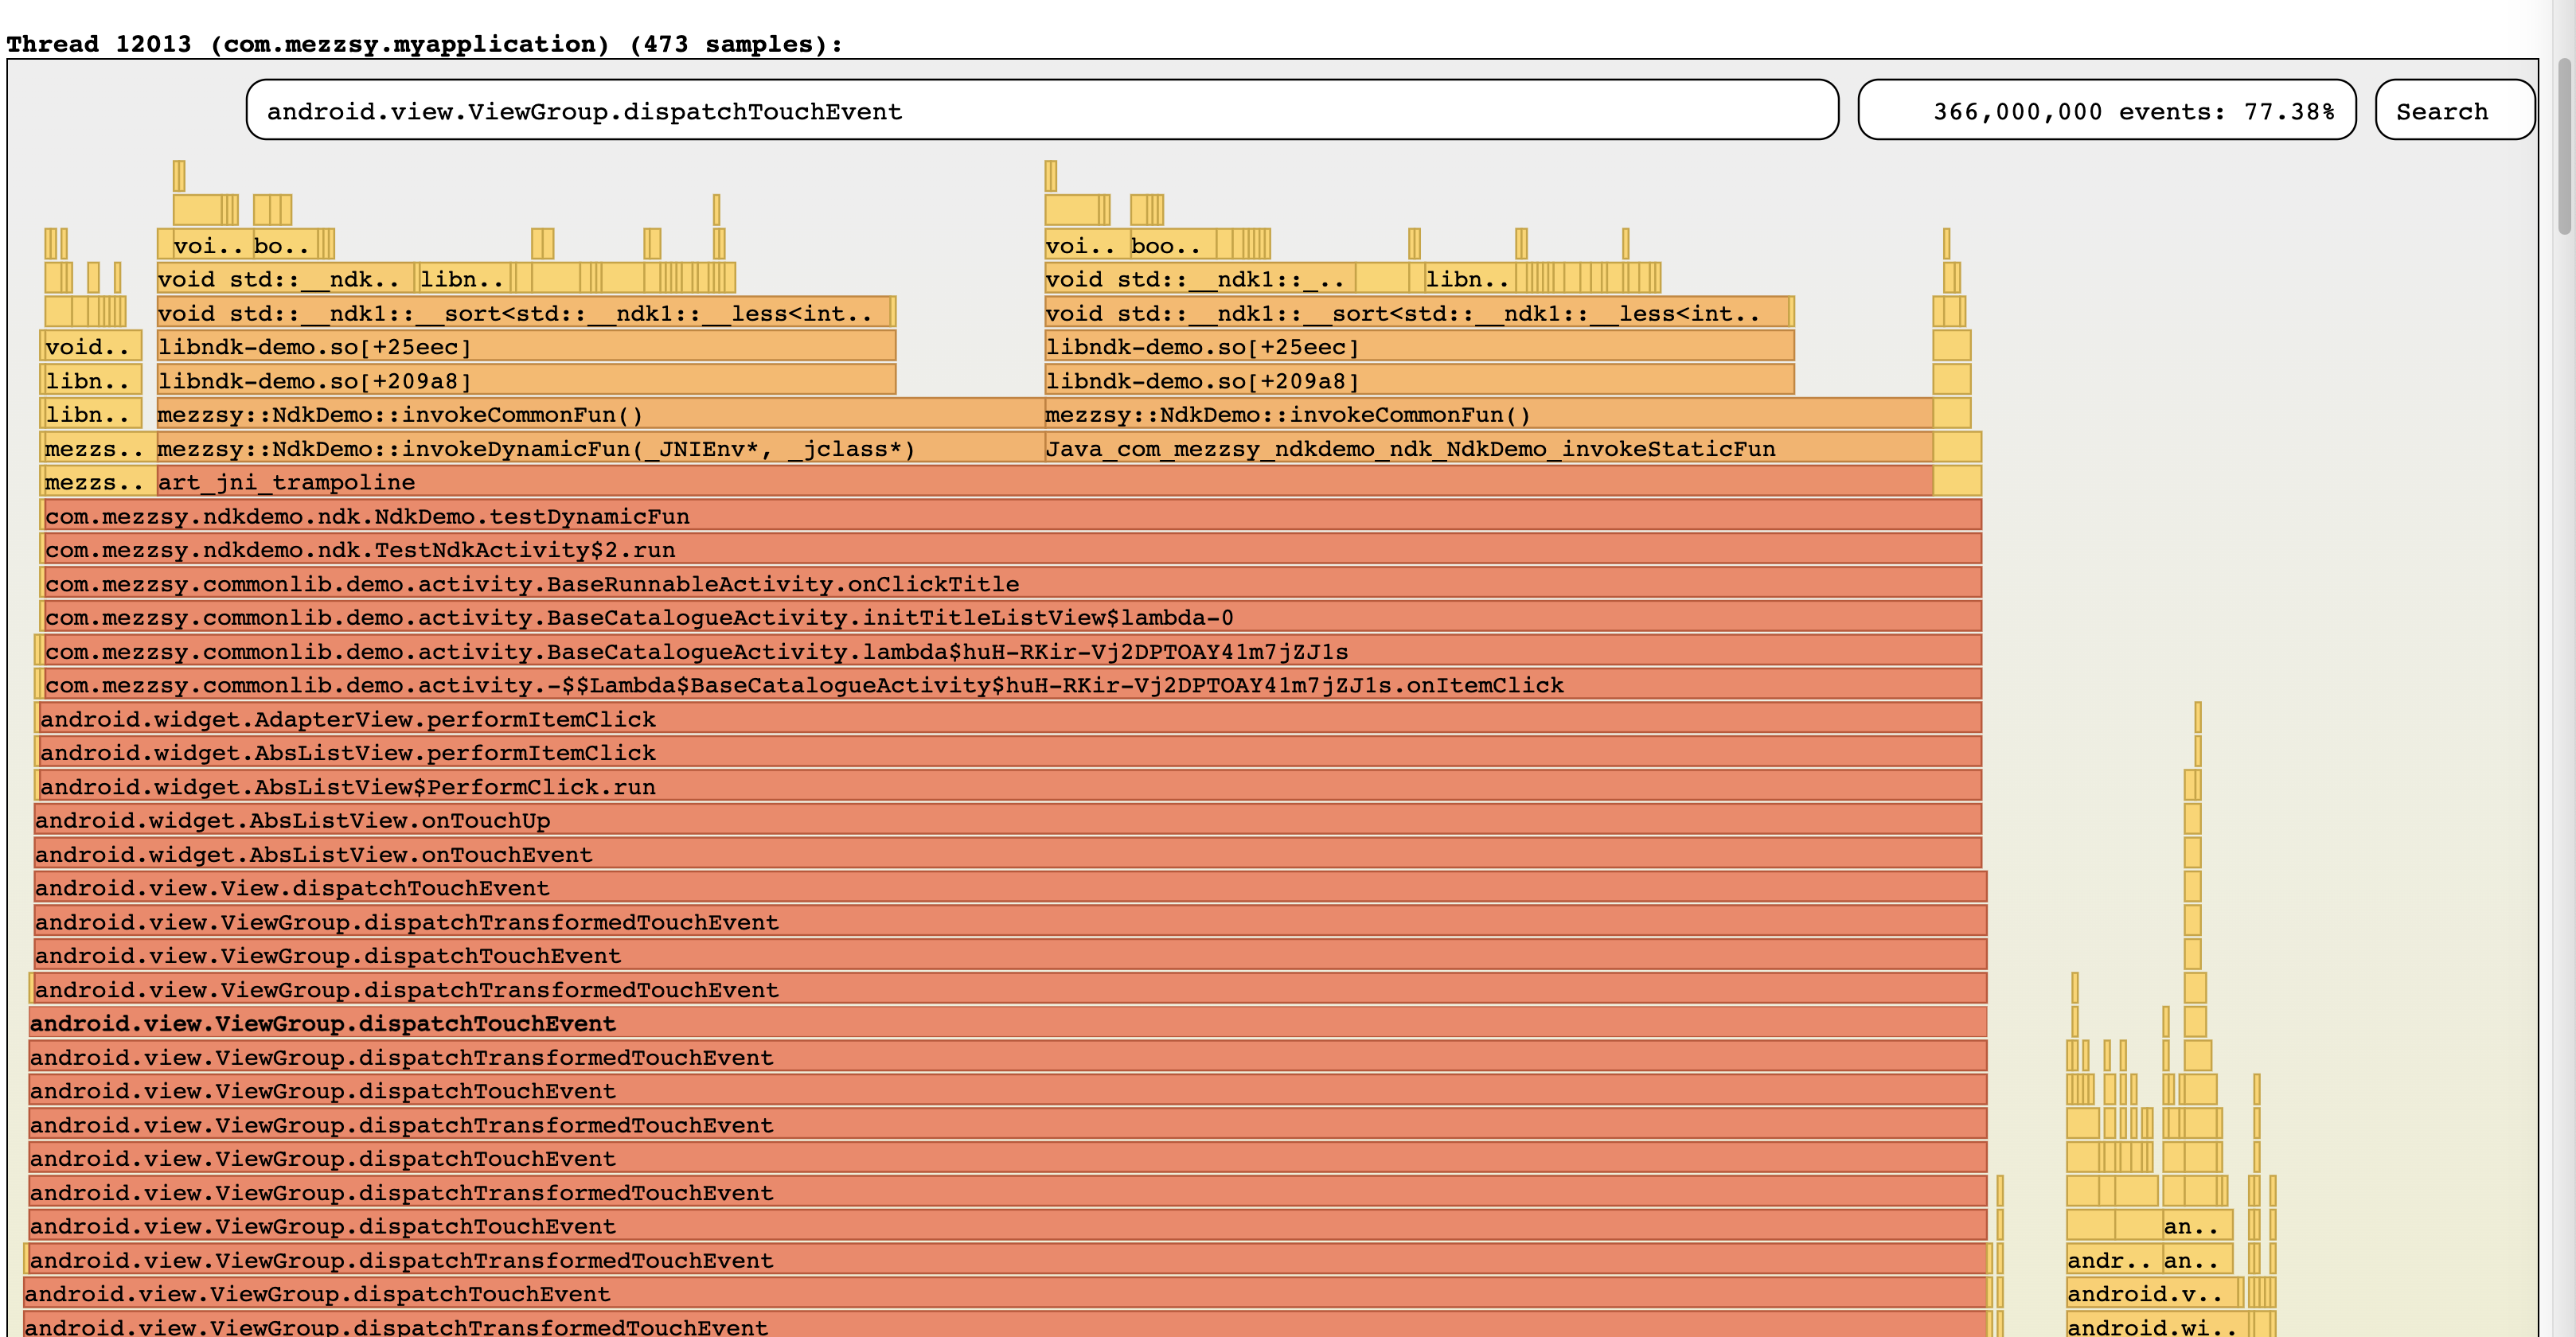 Thread 12013 (com.mezzsy.myapplication) (473 samples):
android.view.ViewGroup.dispatchTouchEvent 366,000,000 events: 77.38% Search
voi.. bo.. voi.. boo..
void std::__ndk.. libn.. void std::__ndk1::_.. libn..
void std::__ndk1::__sort<std::__ndk1::__less<int.. void std::__ndk1::__sort<std::__ndk1::__less<int..
void.. libndk-demo.so[+25eec] libndk-demo.so[+25eec]
libn.. libndk-demo.so[+209a8] libndk-demo.so[+209a8]
libn.. mezzsy::NdkDemo::invokeCommonFun() mezzsy::NdkDemo::invokeCommonFun()
mezzs.. mezzsy::NdkDemo::invokeDynamicFun(_JNIEnv*, _jclass*) Java_com_mezzsy_ndkdemo_ndk_NdkDemo_invokeStaticFun
mezzs.. art_jni_trampoline
com.mezzsy.ndkdemo.ndk.NdkDemo.testDynamicFun
com.mezzsy.ndkdemo.ndk.TestNdkActivity$2.run
com.mezzsy.commonlib.demo.activity.BaseRunnableActivity.onClickTitle
com.mezzsy.commonlib.demo.activity.BaseCatalogueActivity.initTitleListView$lambda-0
com.mezzsy.commonlib.demo.activity.BaseCatalogueActivity.lambda$huH-RKir-Vj2DPTOAY41m7jZJ1s
com.mezzsy.commonlib.demo.activity.-$$Lambda$BaseCatalogueActivity$huH-RKir-Vj2DPTOAY41m7jZJ1s.onItemClick
android.widget.AdapterView.performItemClick
android.widget.AbsListView.performItemClick
android.widget.AbsListView$PerformClick.run
android.widget.AbsListView.onTouchUp
android.widget.AbsListView.onTouchEvent
android.view.View.dispatchTouchEvent
android.view.ViewGroup.dispatchTransformedTouchEvent
android.view.ViewGroup.dispatchTouchEvent
android.view.ViewGroup.dispatchTransformedTouchEvent
android.view.ViewGroup.dispatchTouchEvent
android.view.ViewGroup.dispatchTransformedTouchEvent
android.view.ViewGroup.dispatchTouchEvent
android.view.ViewGroup.dispatchTransformedTouchEvent
android.view.ViewGroup.dispatchTouchEvent
android.view.ViewGroup.dispatchTransformedTouchEvent
android.view.ViewGroup.dispatchTouchEvent an..
android.view.ViewGroup.dispatchTransformedTouchEvent andr.. an..
android.view.ViewGroup.dispatchTouchEvent android.v..
android.view.ViewGroup.dispatchTransformedTouchEvent android.wi..